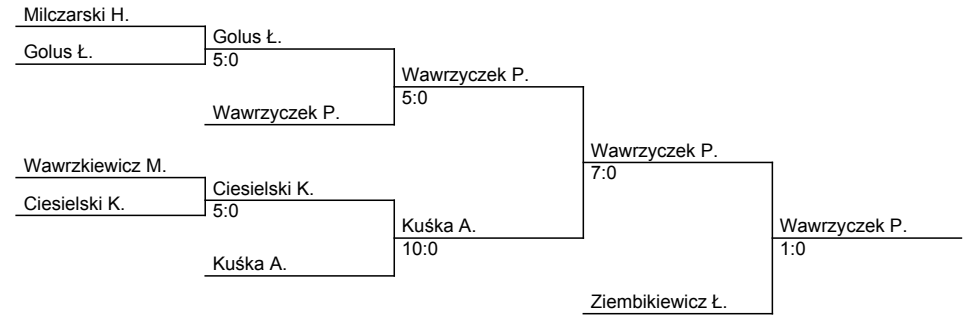 Milczarski H.
Golus Ł.
Golus Ł.
5:0
Wawrzyczek P.
5:0
Wawrzyczek P.
Wawrzyczek P.
7:0
Wawrzkiewicz M.
Ciesielski K.
Ciesielski K.
5:0
Kuśka A.
10:0
Kuśka A.
Wawrzyczek P.
1:0
Ziembikiewicz Ł.